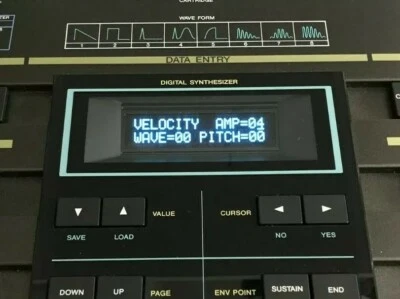 CARTRIDGE
WAVE FORM
1 2 3 4 5 6 7 8
DATA ENTRY
DIGITAL SYNTHESIZER
VELOCITY AMP=04
WAVE=00 PITCH=00
VALUE
CURSOR
SAVE LOAD
NO YES
DOWN UP PAGE
ENV POINT SUSTAIN END